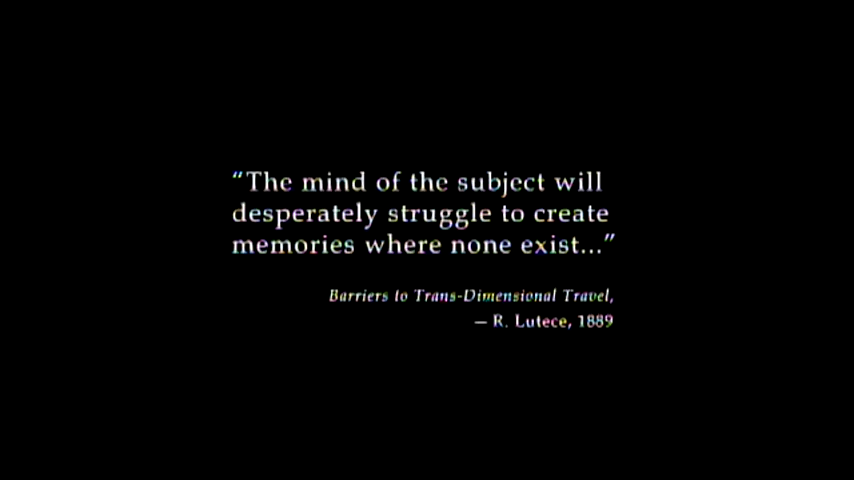 “The mind of the subject will
desperately struggle to create
memories where none exist...”
Barriers to Trans-Dimensional Travel,
— R. Lutece, 1889